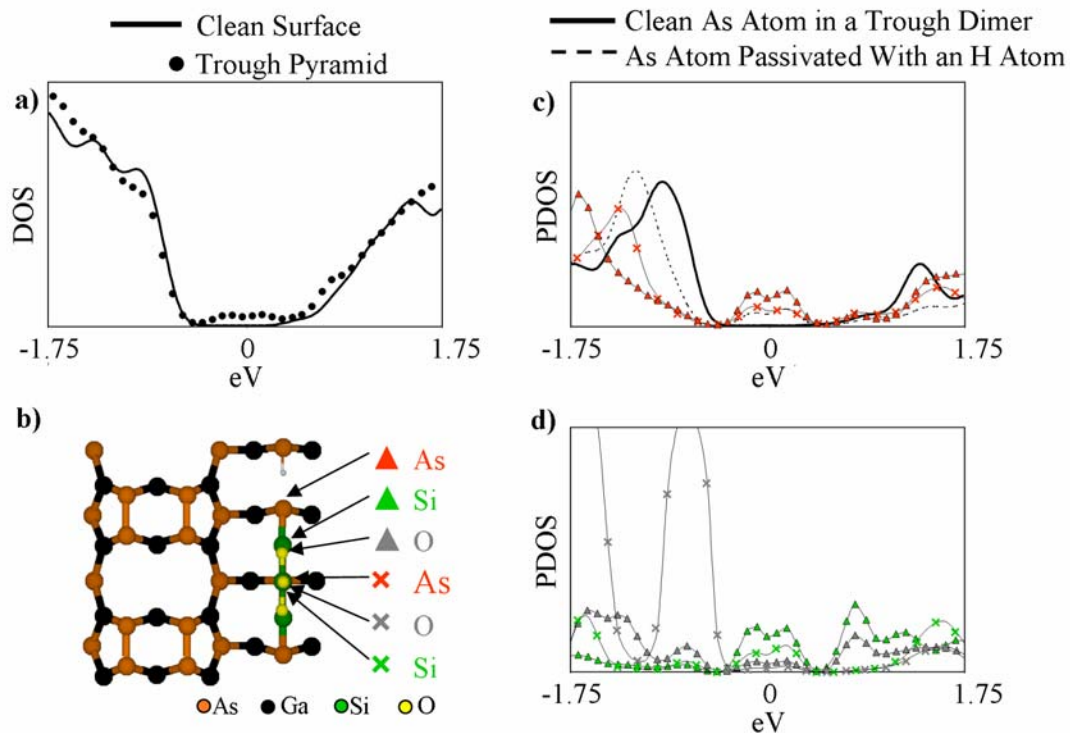 Clean Surface
Trough Pyramid
a)
DOS
-1.75
0
1.75
eV
b)
As
Si
O
As
O
Si
As
Ga
Si
O
Clean As Atom in a Trough Dimer
As Atom Passivated With an H Atom
c)
PDOS
-1.75
0
1.75
eV
d)
PDOS
-1.75
0
1.75
eV